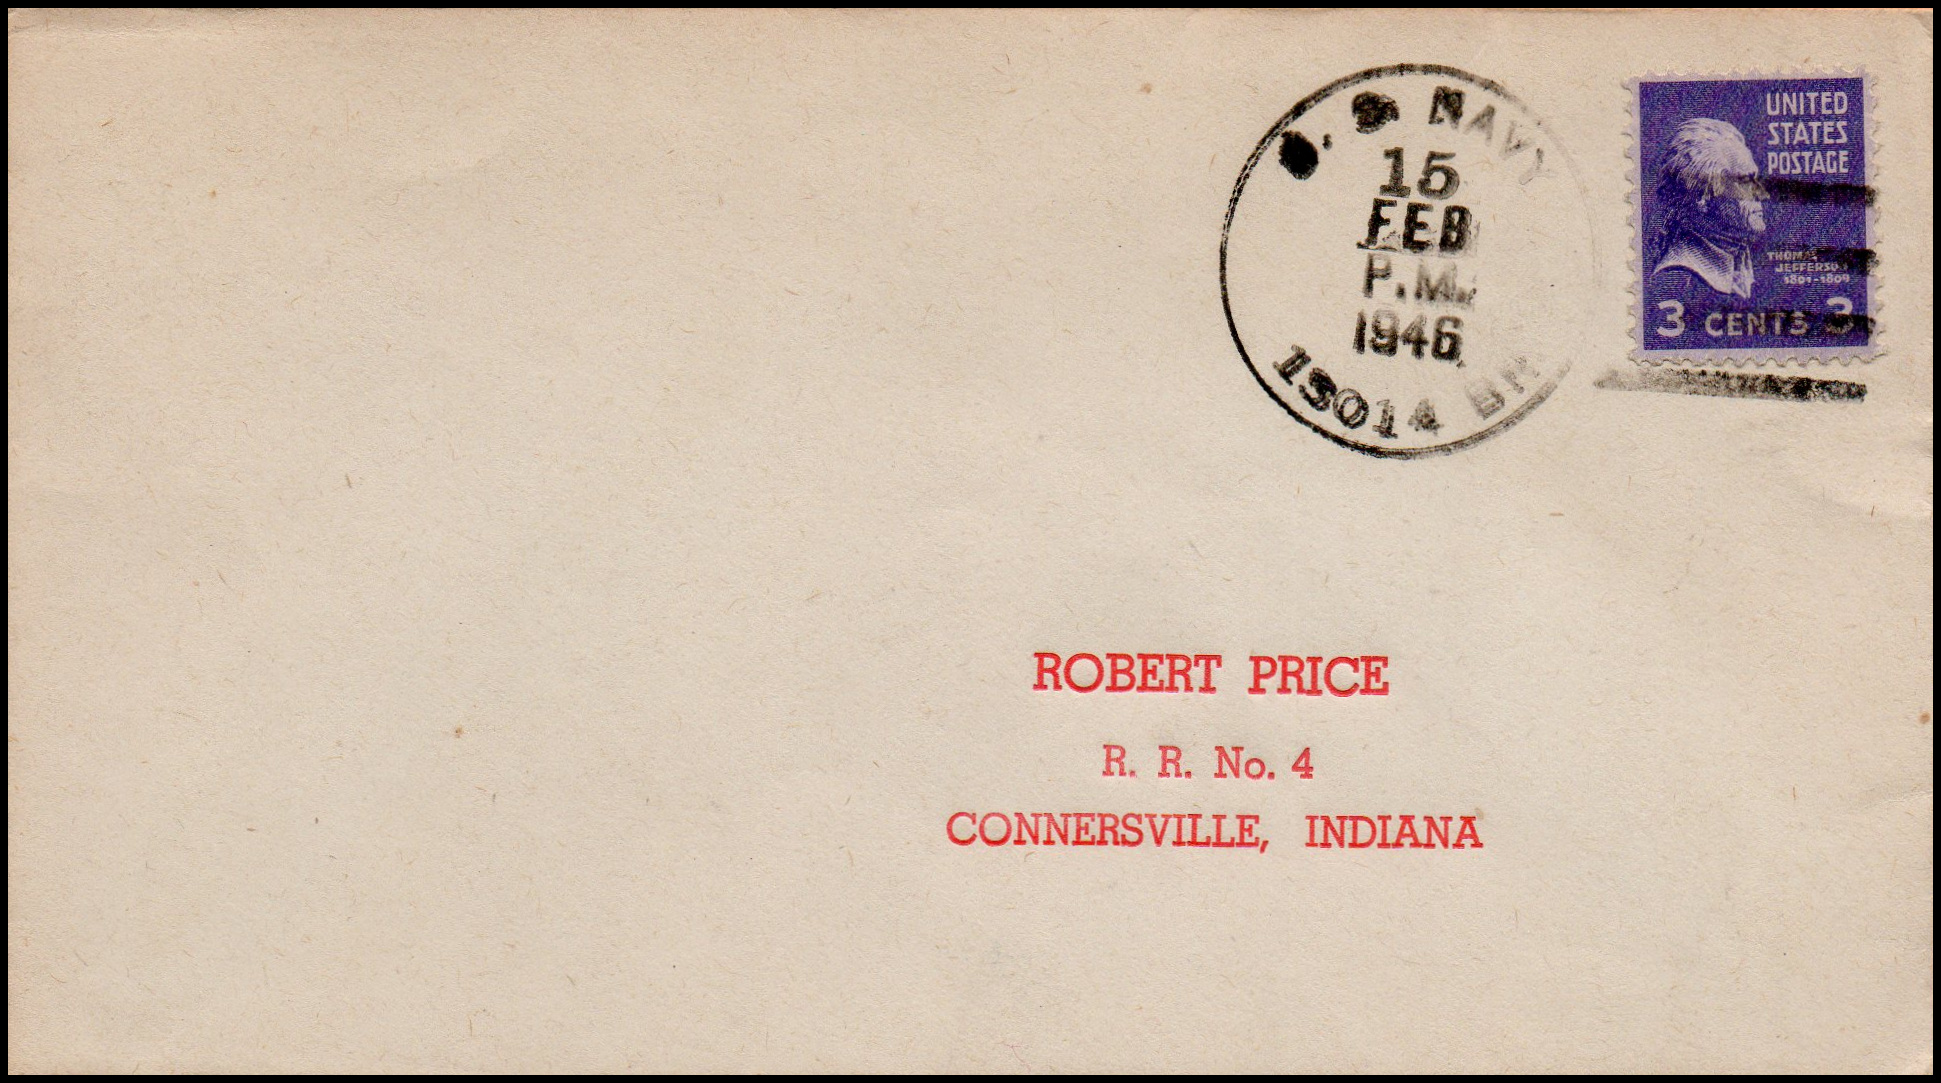 U. S. NAVY
15
FEB
P.M.
1946
BR.
UNITED
STATES
POSTAGE
THOMAS
JEFFERSON
1801-1809
3 CENTS 3
ROBERT PRICE
R. R. No. 4
CONNERSVILLE, INDIANA